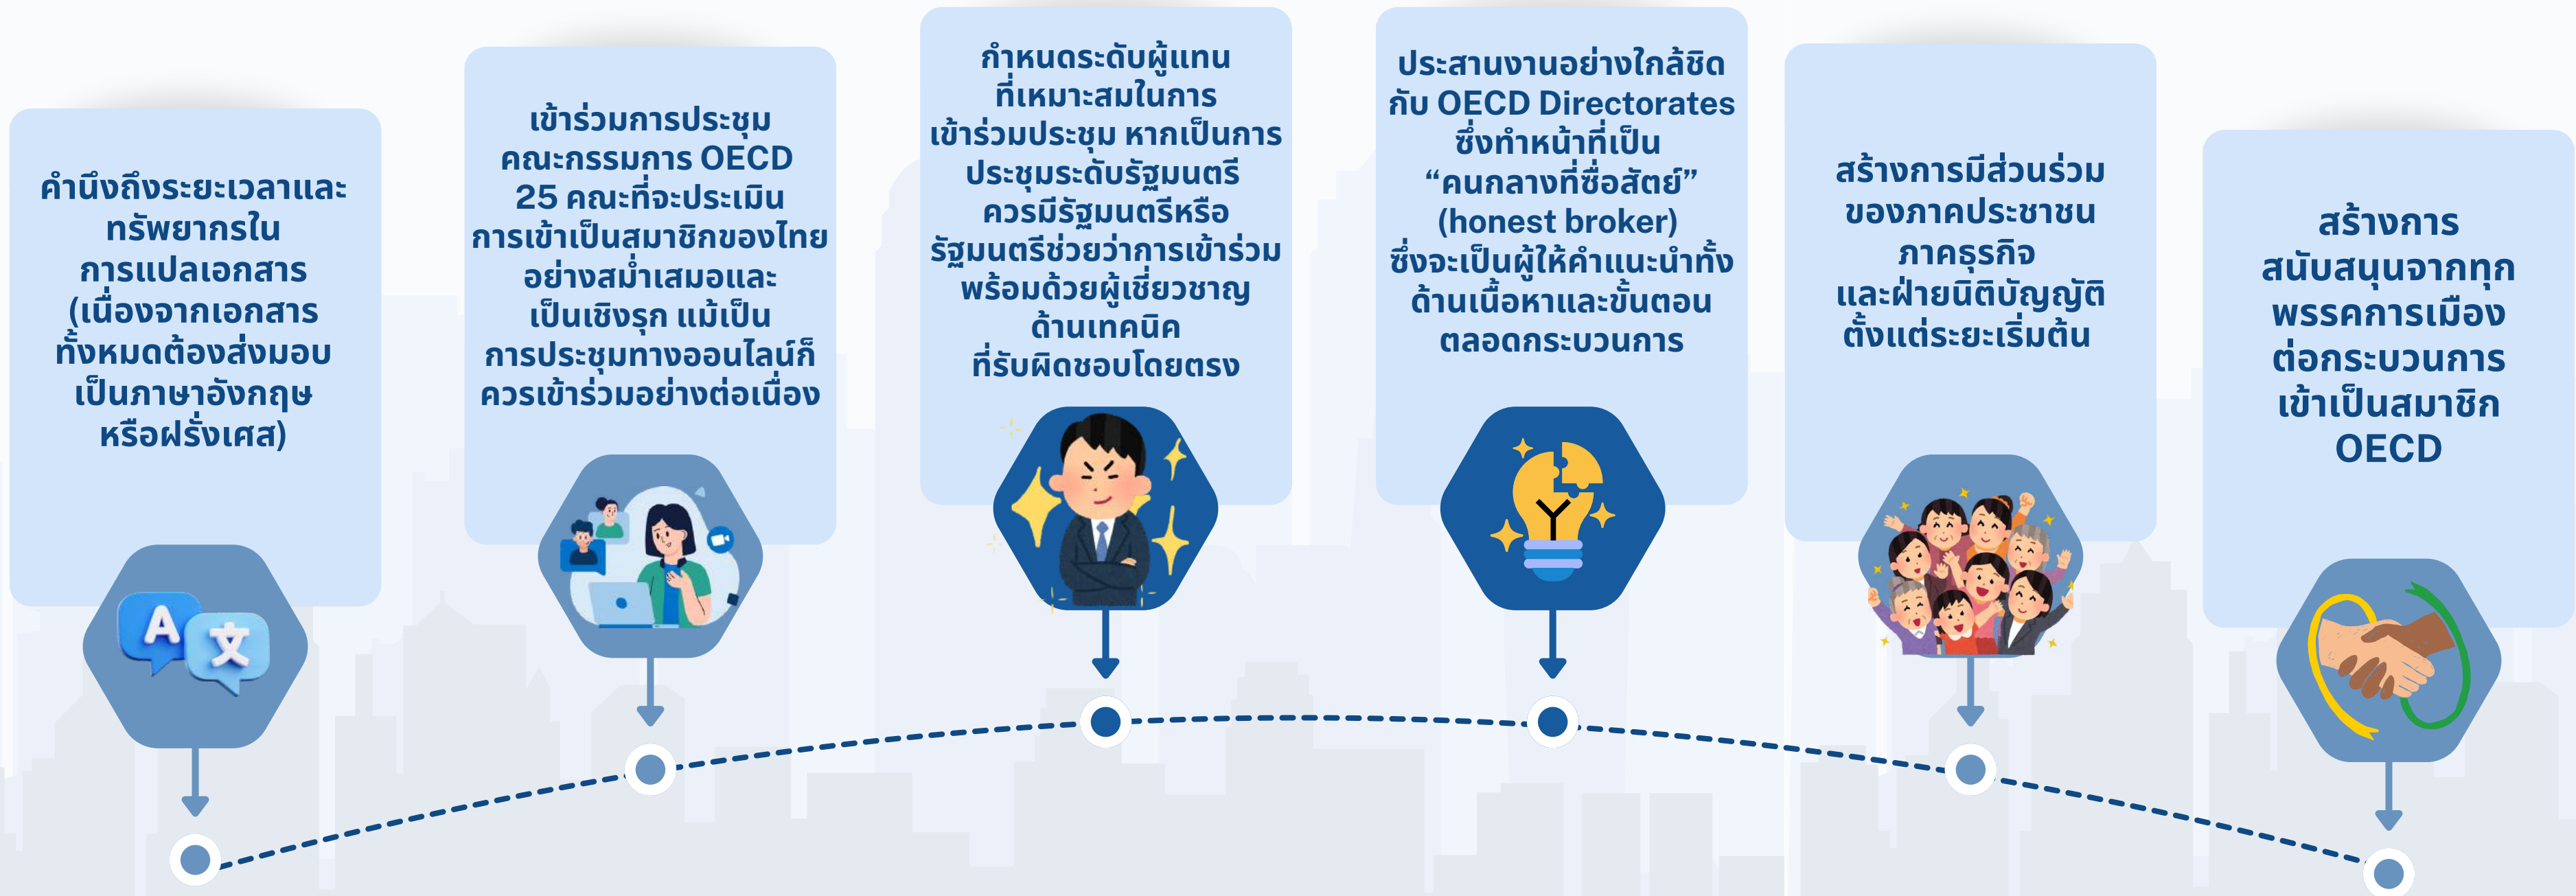 คำนึงถึงระยะเวลาและ
ทรัพยากรใน
การแปลเอกสาร
(เนื่องจากเอกสาร
ทั้งหมดต้องส่งมอบ
เป็นภาษาอังกฤษ
หรือฝรั่งเศส)
A
文
เข้าร่วมการประชุม
คณะกรรมการ OECD
25 คณะที่จะประเมิน
การเข้าเป็นสมาชิกของไทย
อย่างสม่ำเสมอและ
เป็นเชิงรุก แม้เป็น
การประชุมทางออนไลน์ก็
ควรเข้าร่วมอย่างต่อเนื่อง
กำหนดระดับผู้แทน
ที่เหมาะสมในการ
เข้าร่วมประชุม หากเป็นการ
ประชุมระดับรัฐมนตรี
ควรมีรัฐมนตรีหรือ
รัฐมนตรีช่วยว่าการเข้าร่วม
พร้อมด้วยผู้เชี่ยวชาญ
ด้านเทคนิค
ที่รับผิดชอบโดยตรง
ประสานงานอย่างใกล้ชิด
กับ OECD Directorates
ซึ่งทำหน้าที่เป็น
“คนกลางที่ซื่อสัตย์”
(honest broker)
ซึ่งจะเป็นผู้ให้คำแนะนำทั้ง
ด้านเนื้อหาและขั้นตอน
ตลอดกระบวนการ
สร้างการมีส่วนร่วม
ของภาคประชาชน
ภาคธุรกิจ
และฝ่ายนิติบัญญัติ
ตั้งแต่ระยะเริ่มต้น
สร้างการ
สนับสนุนจากทุก
พรรคการเมือง
ต่อกระบวนการ
เข้าเป็นสมาชิก
OECD